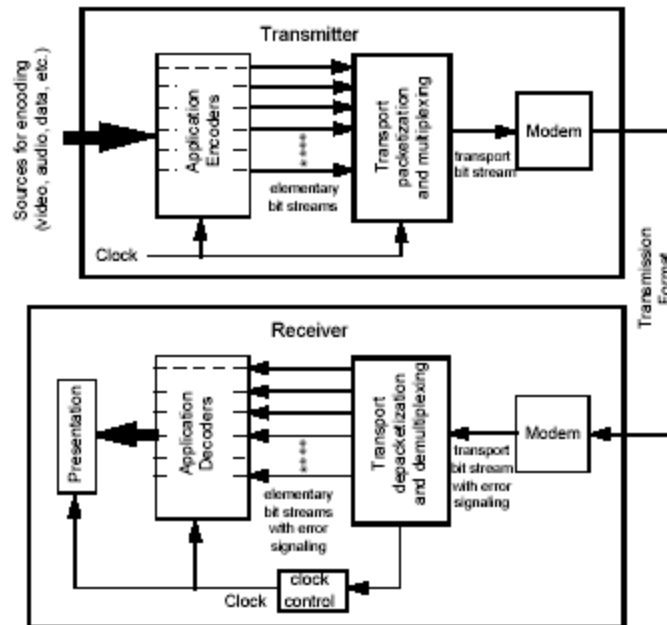 Transmitter
Sources for encoding
(video, audio, data, etc.)
Application
Encoders
****
elementary
bit streams
Transport
packetization
and multiplexing
transport
bit stream
Modem
Clock
Transmission
Format
Receiver
Presentation
Application
Decoders
****
elementary
bit streams
with error
signaling
Transport
depacketization
and demultiplexing
transport
bit stream
with error
signaling
Modem
Clock
clock
control